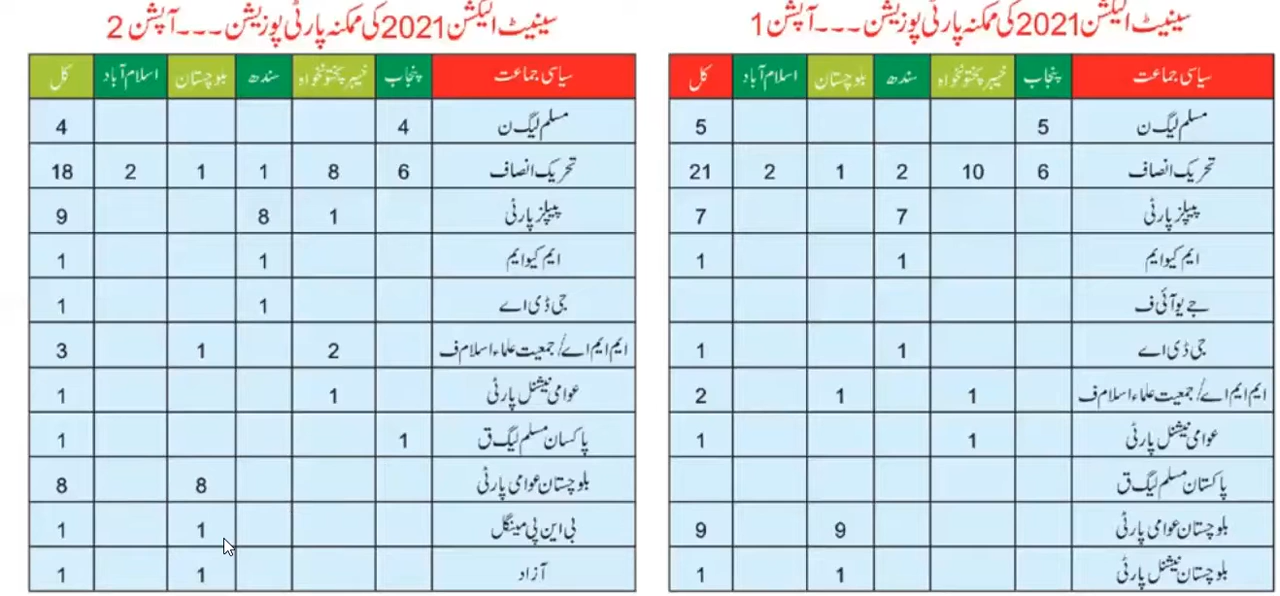 سینیٹ الیکشن 2021 کی ممکنہ پارٹی پوزیشن ۔۔۔ آپشن 1
سیاسی جماعت پنجاب سندھ خیبر پختونخواہ بلوچستان اسلام آباد کل
مسلم لیگ ن 5 5
تحریک انصاف 6 10 2 1 2 21
پیپلز پارٹی 7 7
ایم کیو ایم 1 1
جے یو آئی ف
جی ڈی اے 1 1
ایم ایم اے/ جمعیت علماء اسلام ف 1 1 2
عوامی نیشنل پارٹی 1 1
پاکستان مسلم لیگ ق
بلوچستان عوامی پارٹی 9 9
بلوچستان نیشنل پارٹی 1 1
سینیٹ الیکشن 2021 کی ممکنہ پارٹی پوزیشن ۔۔۔ آپشن 2
سیاسی جماعت پنجاب خیبر پختونخواہ سندھ بلوچستان اسلام آباد کل
مسلم لیگ ن 4 4
تحریک انصاف 6 8 1 1 2 18
پیپلز پارٹی 1 8 9
ایم کیو ایم 1 1
جی ڈی اے 1 1
ایم ایم اے/ جمعیت علماء اسلام ف 2 1 3
عوامی نیشنل پارٹی 1 1
پاکسان مسلم لیگ ق 1 1
بلوچستان عوامی پارٹی 8 8
بی این پی مینگل 1 1
آزاد 1 1